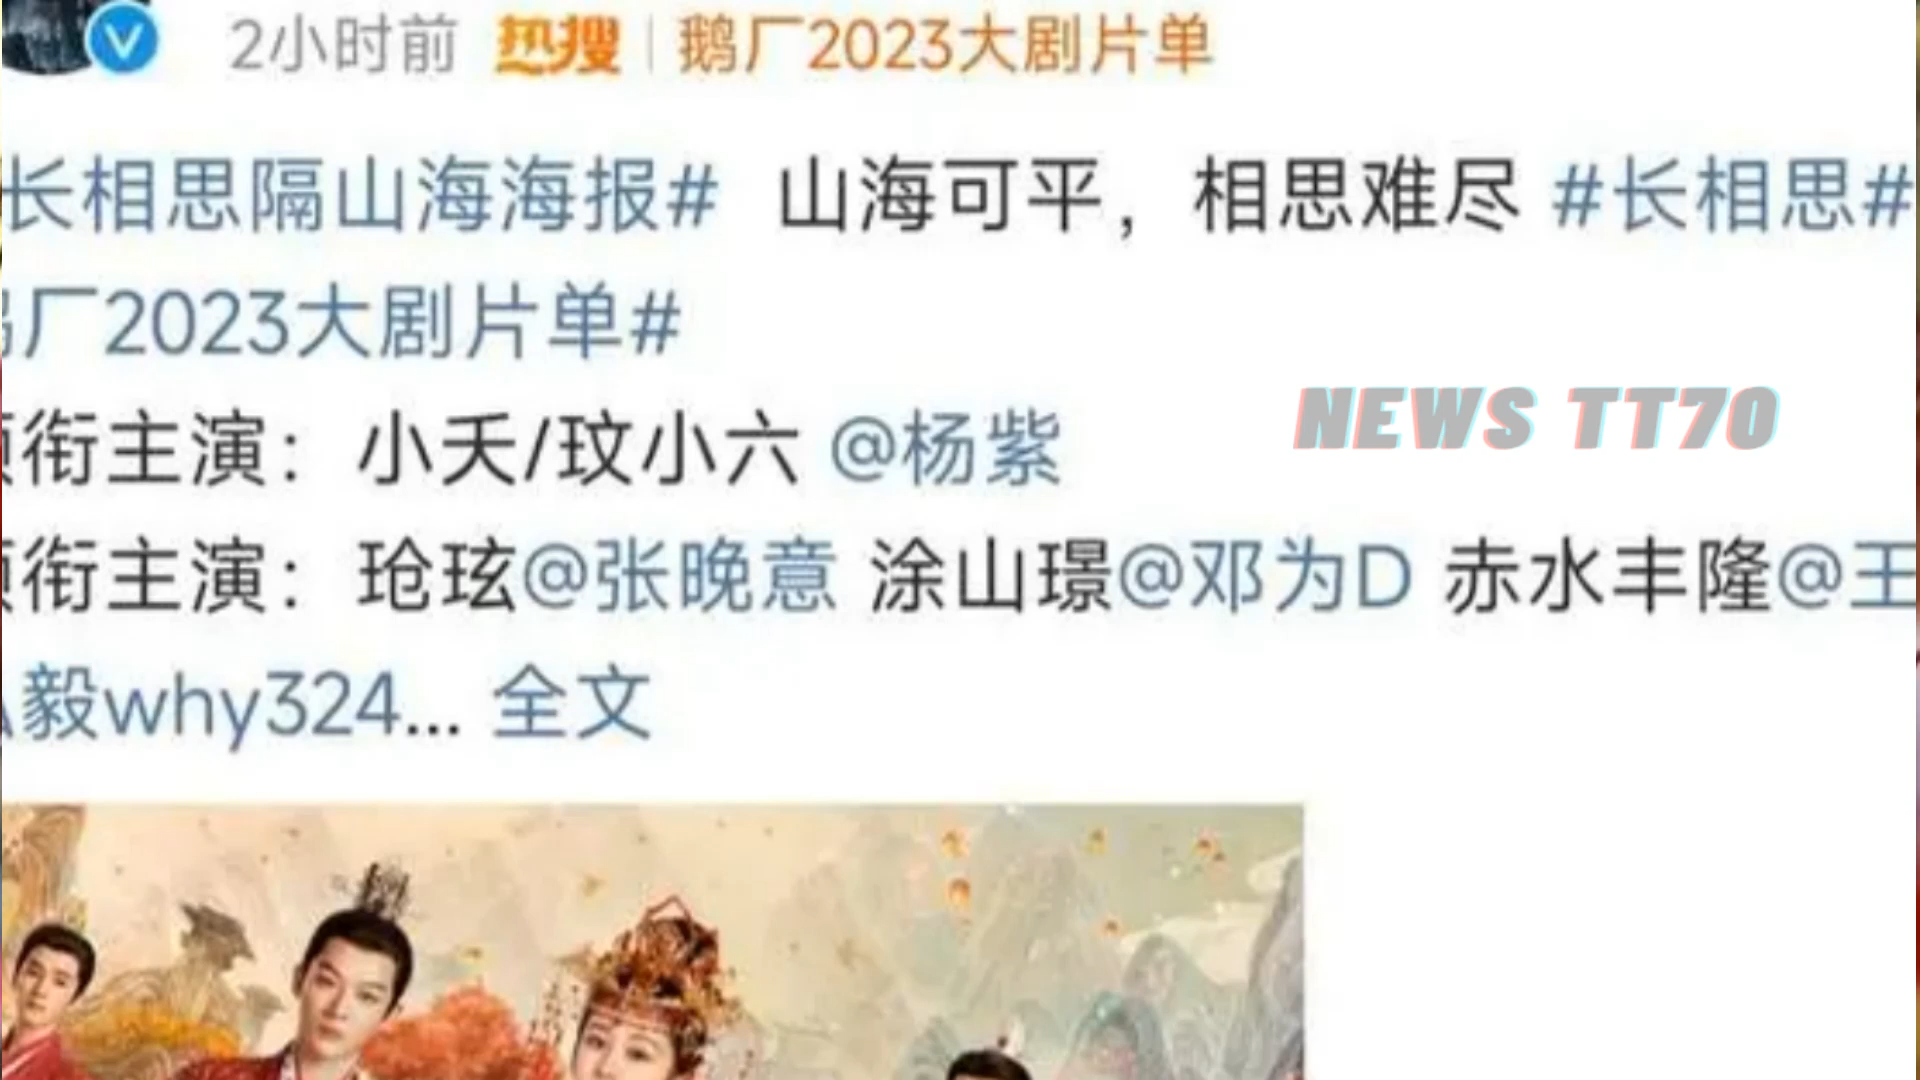 2小时前 热搜 | 鹅厂2023大剧片单
长相思隔山海海报# 山海可平，相思难尽 #长相思#
厂2023大剧片单#
衔主演：小夭/玟小六 @杨紫
NEWS TT70
衔主演：玱玹@张晚意 涂山璟@邓为D 赤水丰隆@王
毅why324... 全文